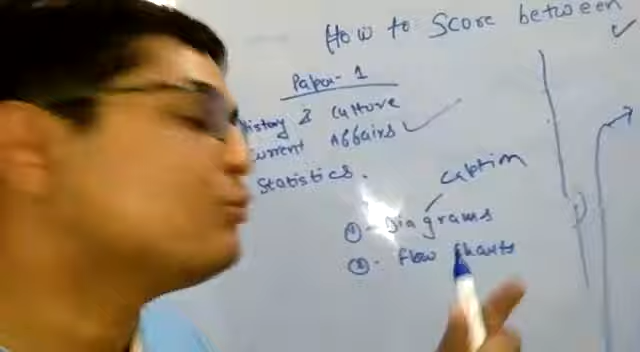 How to Score between
Paper-1
History & Culture
Current Affairs
Statistics.
Caption
①- Diagrams
②- Flow Charts